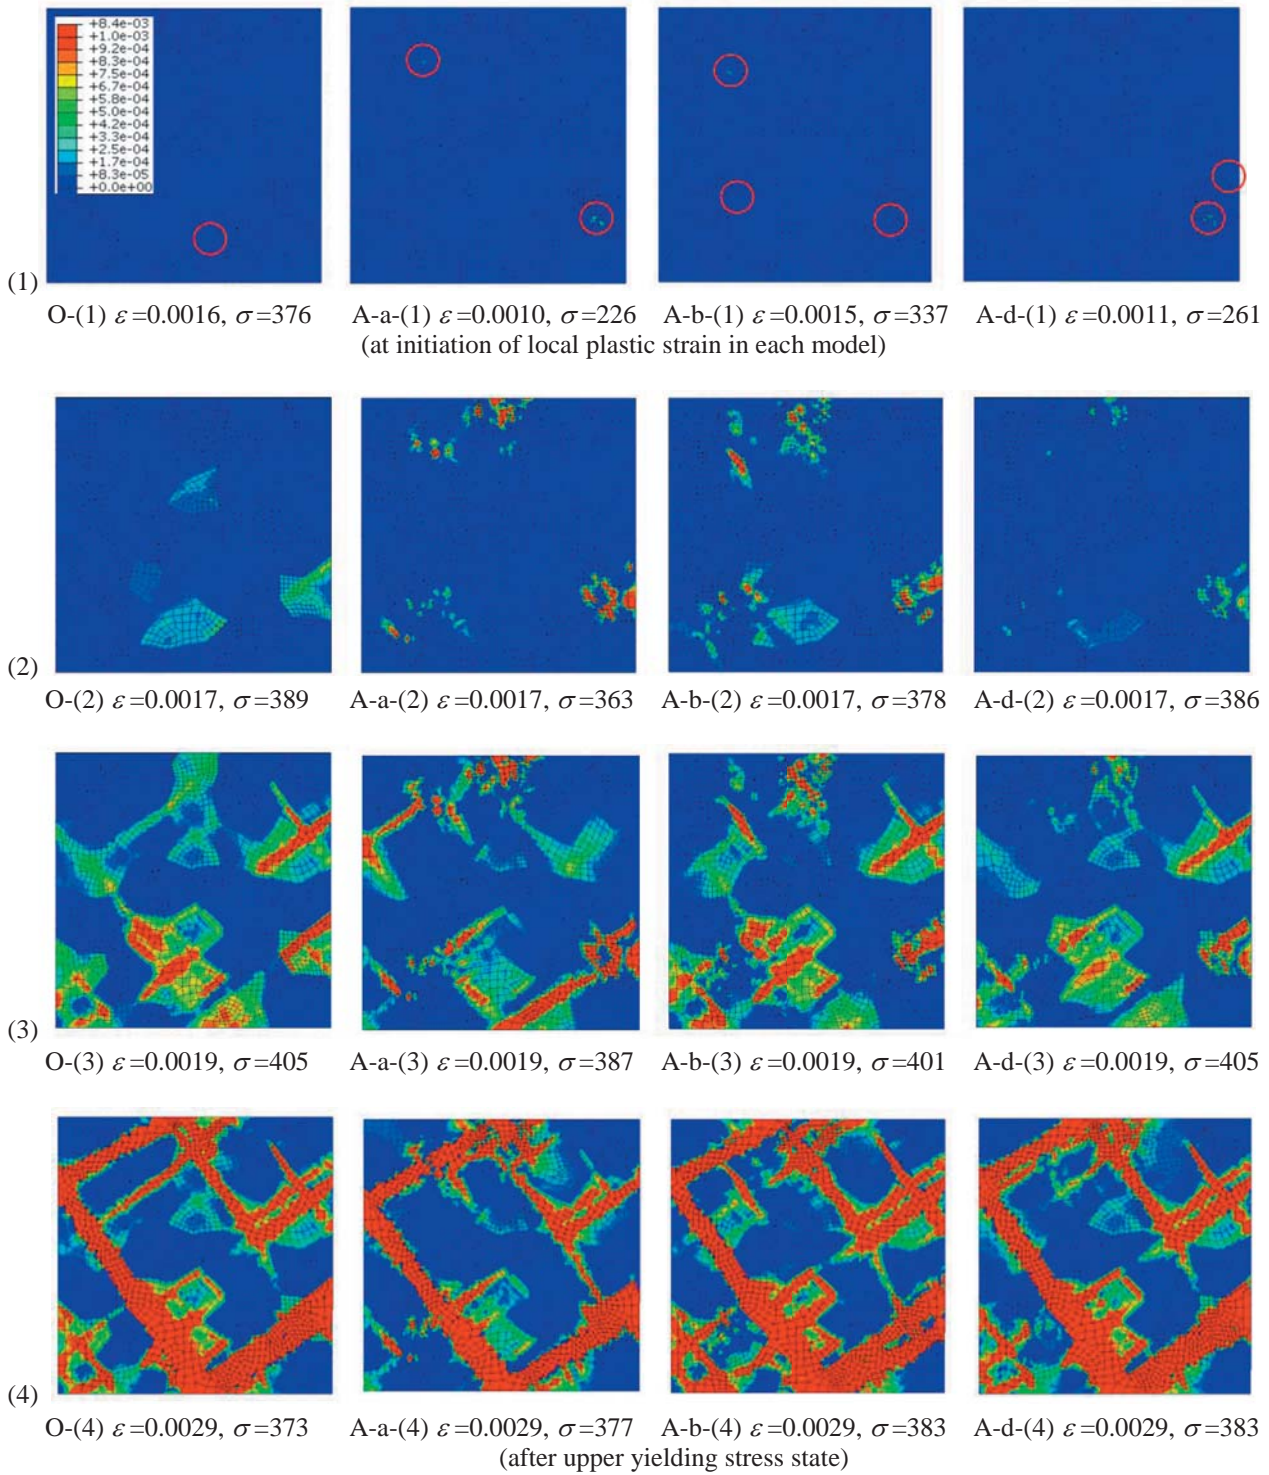 +8.4e-03
+1.0e-03
+9.2e-04
+8.3e-04
+7.5e-04
+6.7e-04
+5.8e-04
+5.0e-04
+4.2e-04
+3.3e-04
+2.5e-04
+1.7e-04
+8.3e-05
+0.0e+00
(1)
O-(1) ε=0.0016, σ=376 A-a-(1) ε=0.0010, σ=226 A-b-(1) ε=0.0015, σ=337 A-d-(1) ε=0.0011, σ=261
(at initiation of local plastic strain in each model)
(2)
O-(2) ε=0.0017, σ=389 A-a-(2) ε=0.0017, σ=363 A-b-(2) ε=0.0017, σ=378 A-d-(2) ε=0.0017, σ=386
(3)
O-(3) ε=0.0019, σ=405 A-a-(3) ε=0.0019, σ=387 A-b-(3) ε=0.0019, σ=401 A-d-(3) ε=0.0019, σ=405
(4)
O-(4) ε=0.0029, σ=373 A-a-(4) ε=0.0029, σ=377 A-b-(4) ε=0.0029, σ=383 A-d-(4) ε=0.0029, σ=383
(after upper yielding stress state)